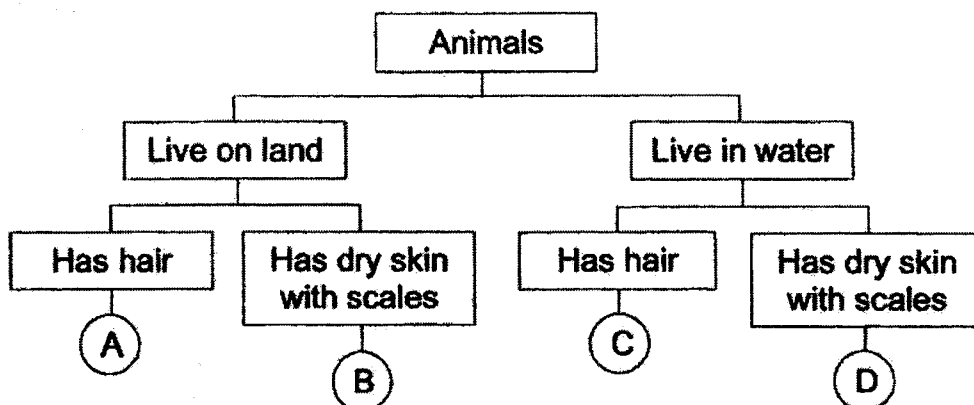 Animals
Live on land
Live in water
Has hair
Has dry skin
with scales
Has hair
Has dry skin
with scales
A
B
C
D